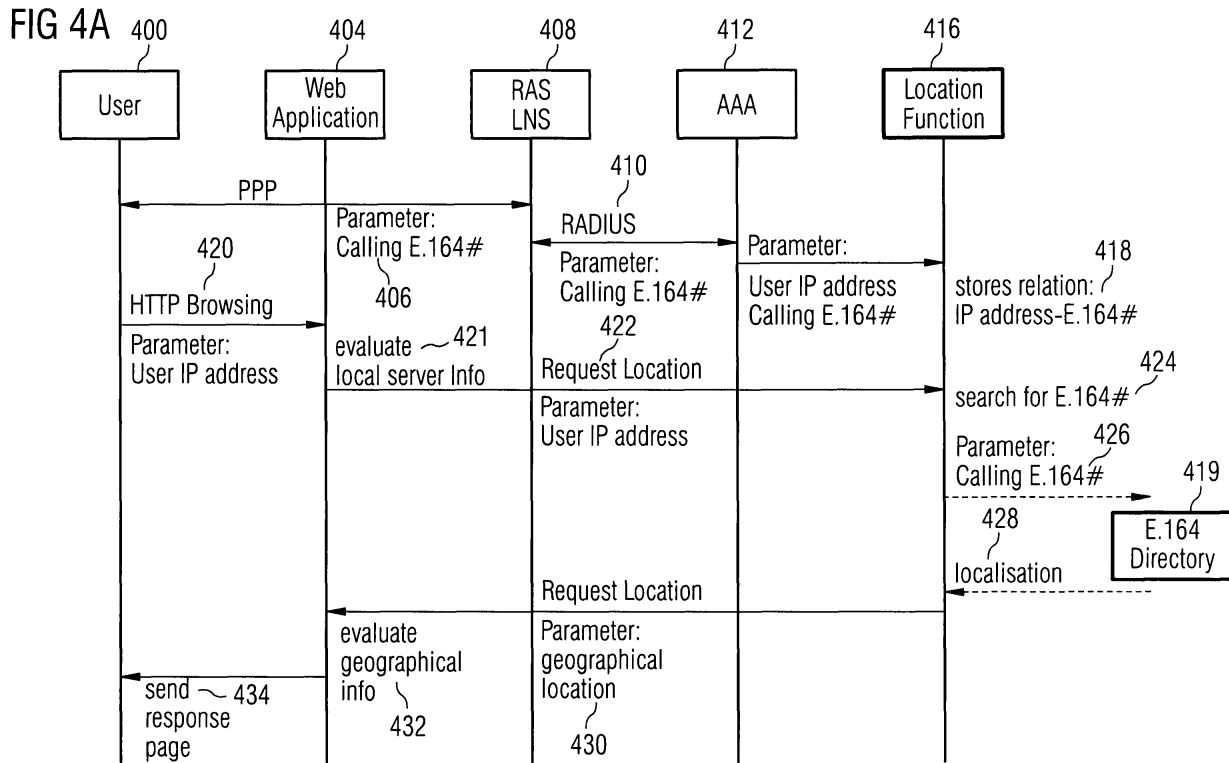 FIG 4A
400
404
408
412
416
User
Web
Application
RAS
LNS
AAA
Location
Function
PPP
Parameter:
Calling E.164#
406
410
RADIUS
Parameter:
Calling E.164#
Parameter:
User IP address
Calling E.164#
418
stores relation:
IP address-E.164#
420
HTTP Browsing
Parameter:
User IP address
evaluate 421
local server Info
422
Request Location
Parameter:
User IP address
search for E.164# 424
Parameter: 426
Calling E.164#
419
E.164
Directory
428
localisation
Request Location
Parameter:
geographical
location
430
evaluate
geographical
info
432
send 434
response
page